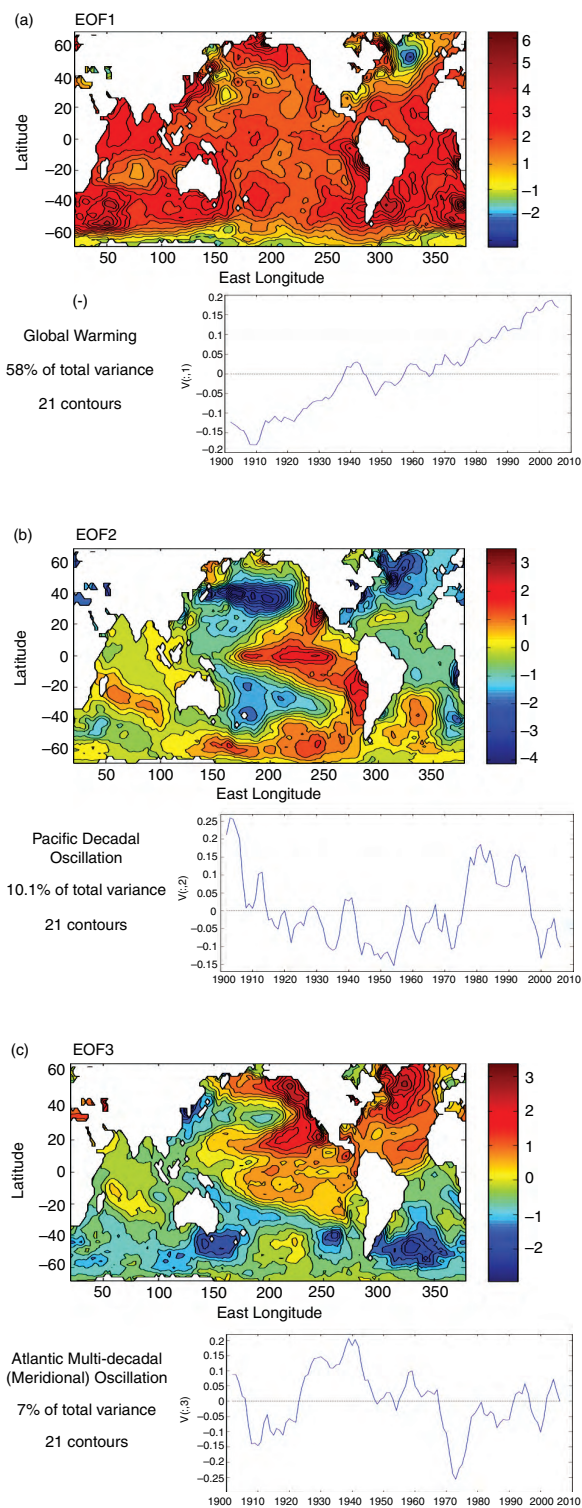 (a)
EOF1
60
40
20
0
−20
−40
−60
Latitude
50 100 150 200 250 300 350
East Longitude
6
5
4
3
2
1
0
−1
−2
(-)
Global Warming
58% of total variance
21 contours
V(:,1)
0.2
0.15
0.1
0.05
0
−0.05
−0.1
−0.15
−0.2
1900 1910 1920 1930 1940 1950 1960 1970 1980 1990 2000 2010
(b)
EOF2
60
40
20
0
−20
−40
−60
Latitude
50 100 150 200 250 300 350
East Longitude
3
2
1
0
−1
−2
−3
−4
Pacific Decadal
Oscillation
10.1% of total variance
21 contours
V(:,2)
0.25
0.2
0.15
0.1
0.05
0
−0.05
−0.1
−0.15
1900 1910 1920 1930 1940 1950 1960 1970 1980 1990 2000 2010
(c)
EOF3
60
40
20
0
−20
−40
−60
Latitude
50 100 150 200 250 300 350
East Longitude
3
2
1
0
−1
−2
Atlantic Multi-decadal
(Meridional) Oscillation
7% of total variance
21 contours
V(:,3)
0.2
0.15
0.1
0.05
0
−0.05
−0.1
−0.15
−0.2
−0.25
1900 1910 1920 1930 1940 1950 1960 1970 1980 1990 2000 2010